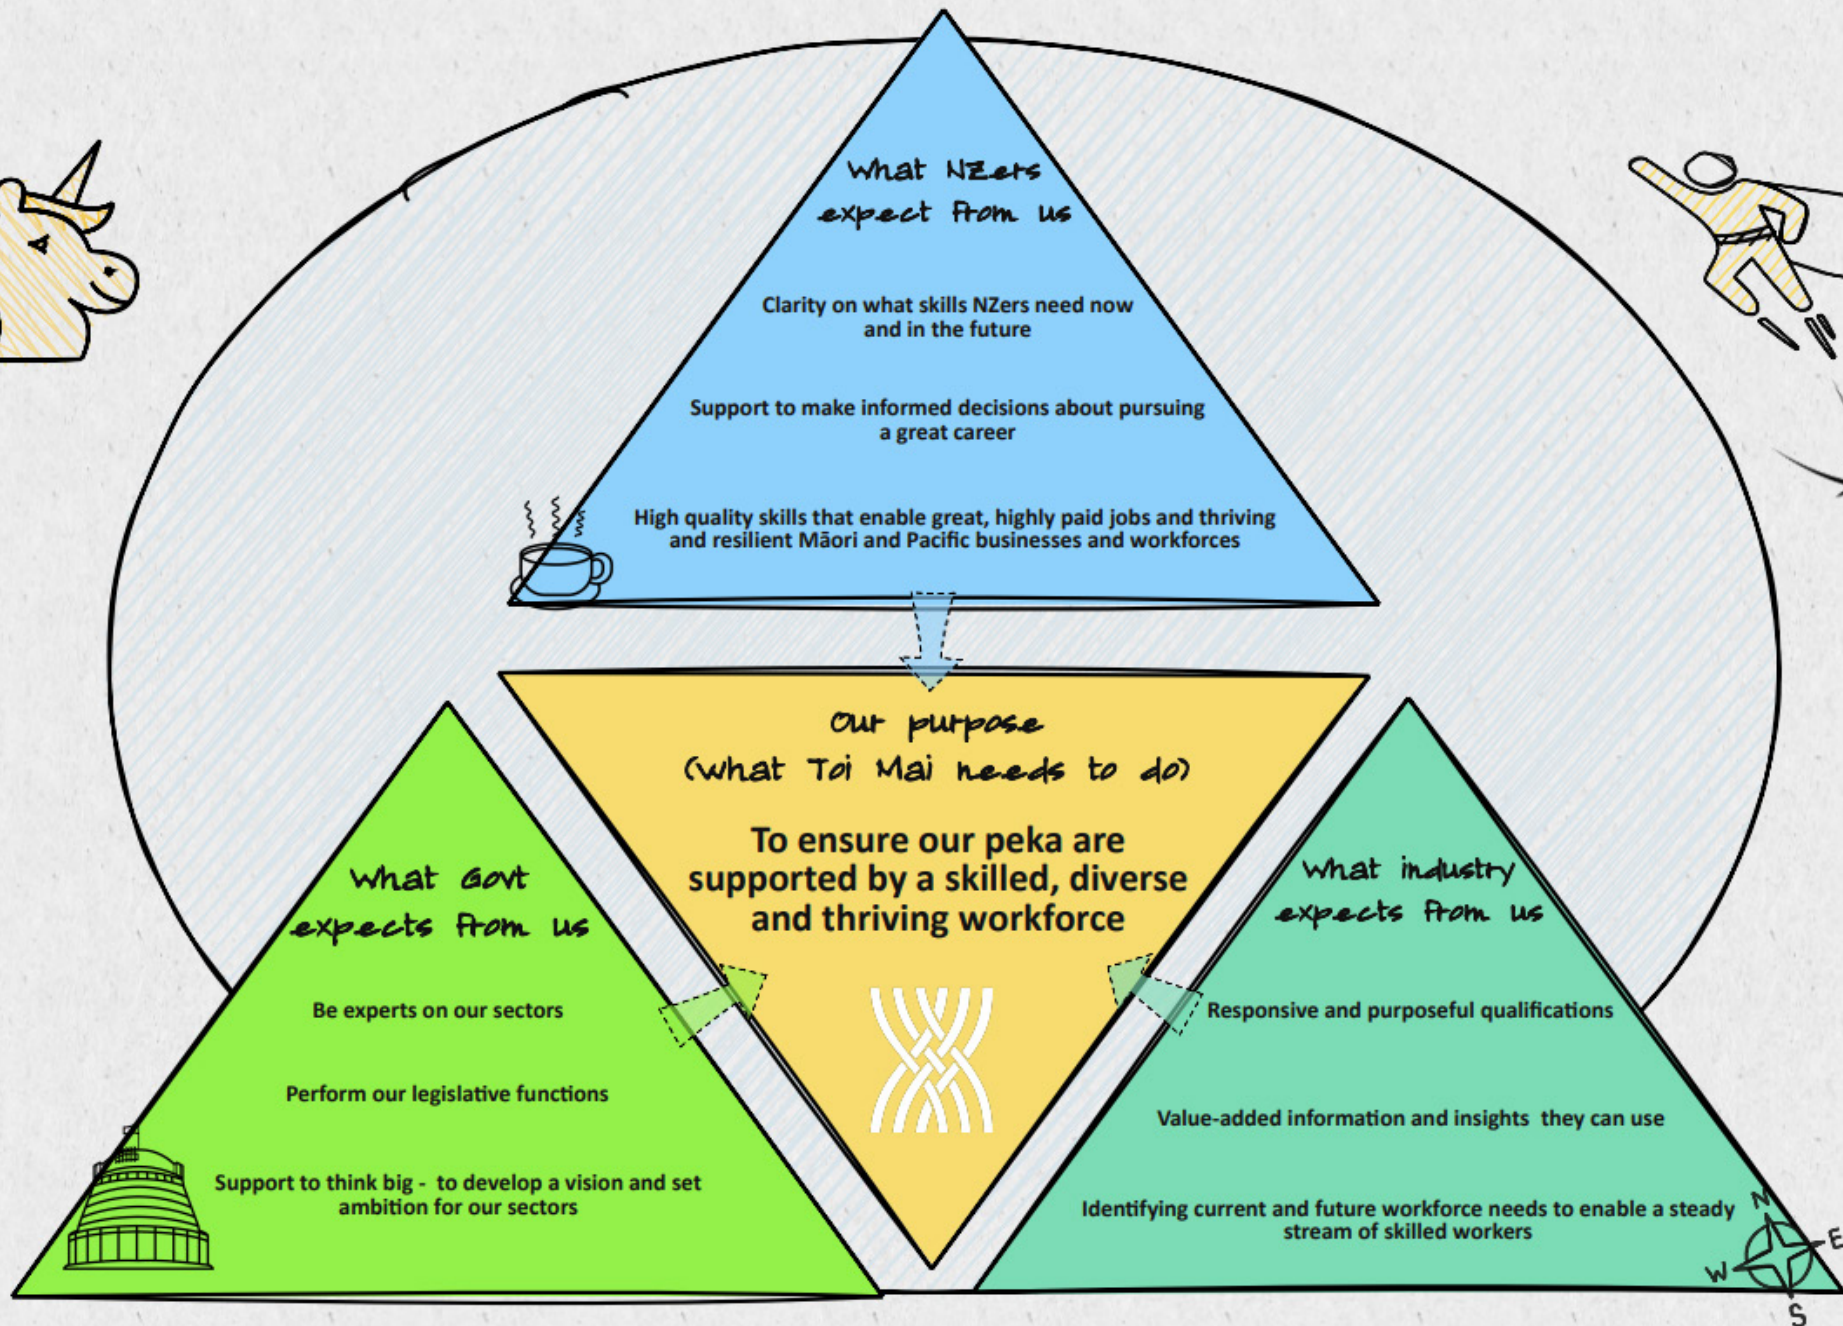 What NZers
expect from us
Clarity on what skills NZers need now
and in the future
Support to make informed decisions about pursuing
a great career
High quality skills that enable great, highly paid jobs and thriving
and resilient Māori and Pacific businesses and workforces
Our purpose
(what Toi Mai needs to do)
To ensure our peka are
supported by a skilled, diverse
and thriving workforce
What Govt
expects from us
Be experts on our sectors
Perform our legislative functions
Support to think big - to develop a vision and set
ambition for our sectors
What industry
expects from us
Responsive and purposeful qualifications
Value-added information and insights they can use
Identifying current and future workforce needs to enable a steady
stream of skilled workers
N
E
W
S